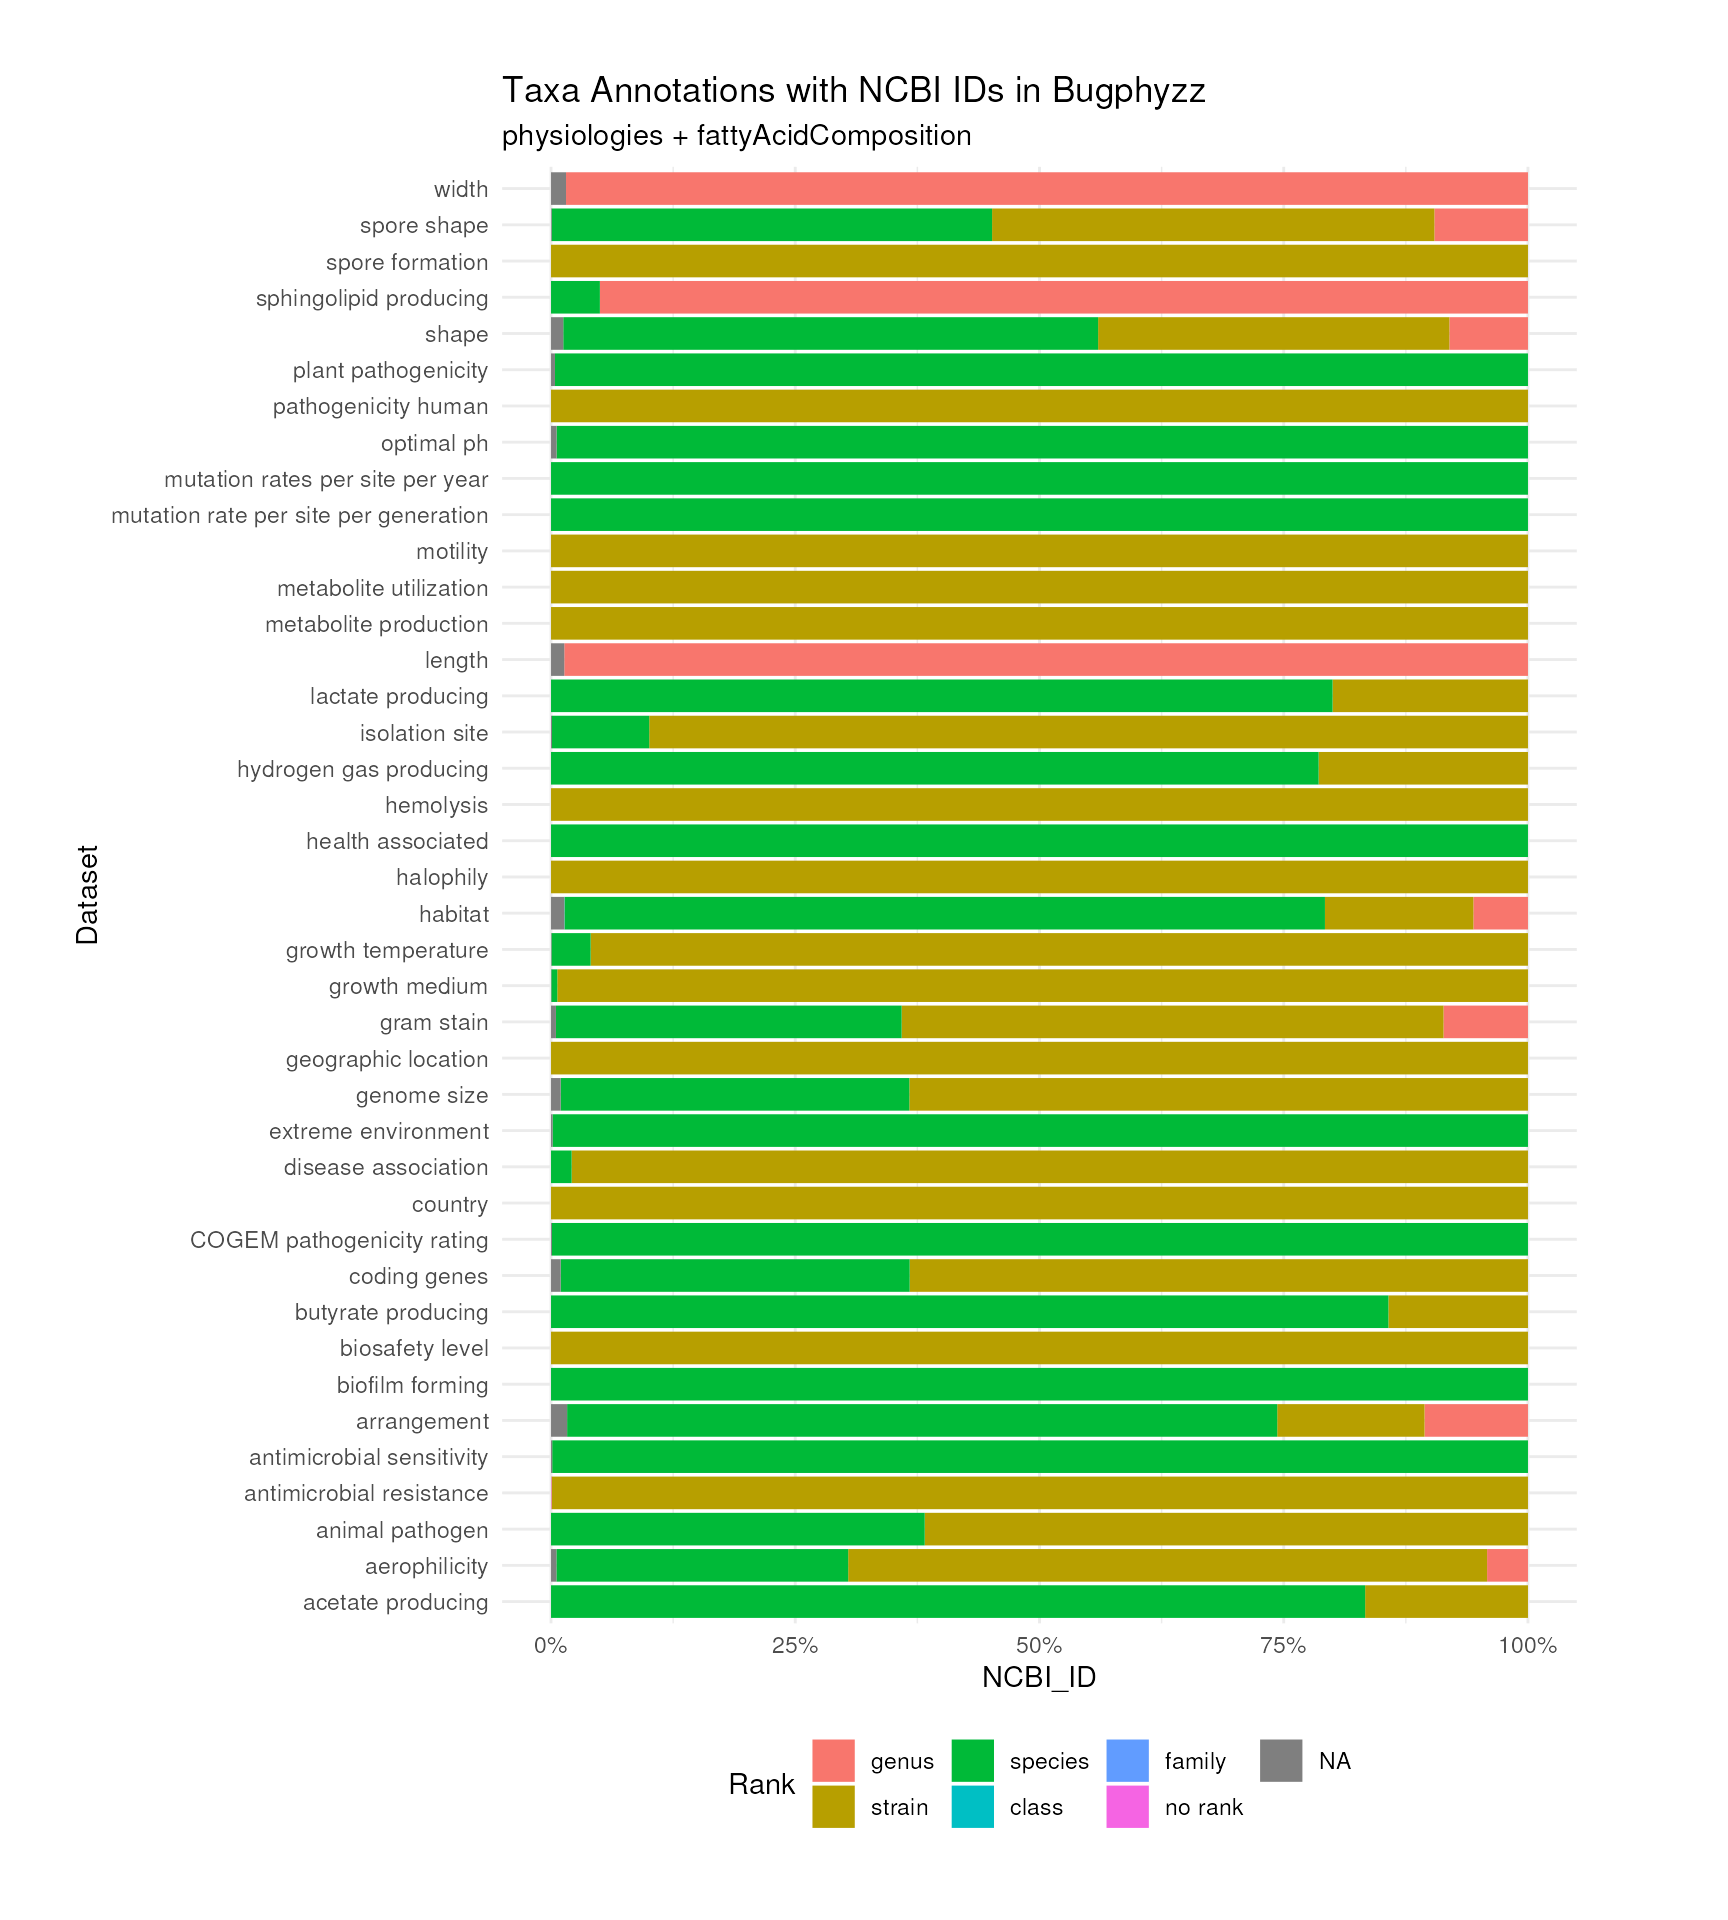 Taxa Annotations with NCBI IDs in Bugphyzz
physiologies + fattyAcidComposition
width
spore shape
spore formation
sphingolipid producing
shape
plant pathogenicity
pathogenicity human
optimal ph
mutation rates per site per year
mutation rate per site per generation
motility
metabolite utilization
metabolite production
length
lactate producing
isolation site
hydrogen gas producing
hemolysis
health associated
halophily
habitat
growth temperature
growth medium
gram stain
geographic location
genome size
extreme environment
disease association
country
COGEM pathogenicity rating
coding genes
butyrate producing
biosafety level
biofilm forming
arrangement
antimicrobial sensitivity
antimicrobial resistance
animal pathogen
aerophilicity
acetate producing
Dataset
0% 25% 50% 75% 100%
NCBI_ID
Rank
genus species family NA
strain class no rank